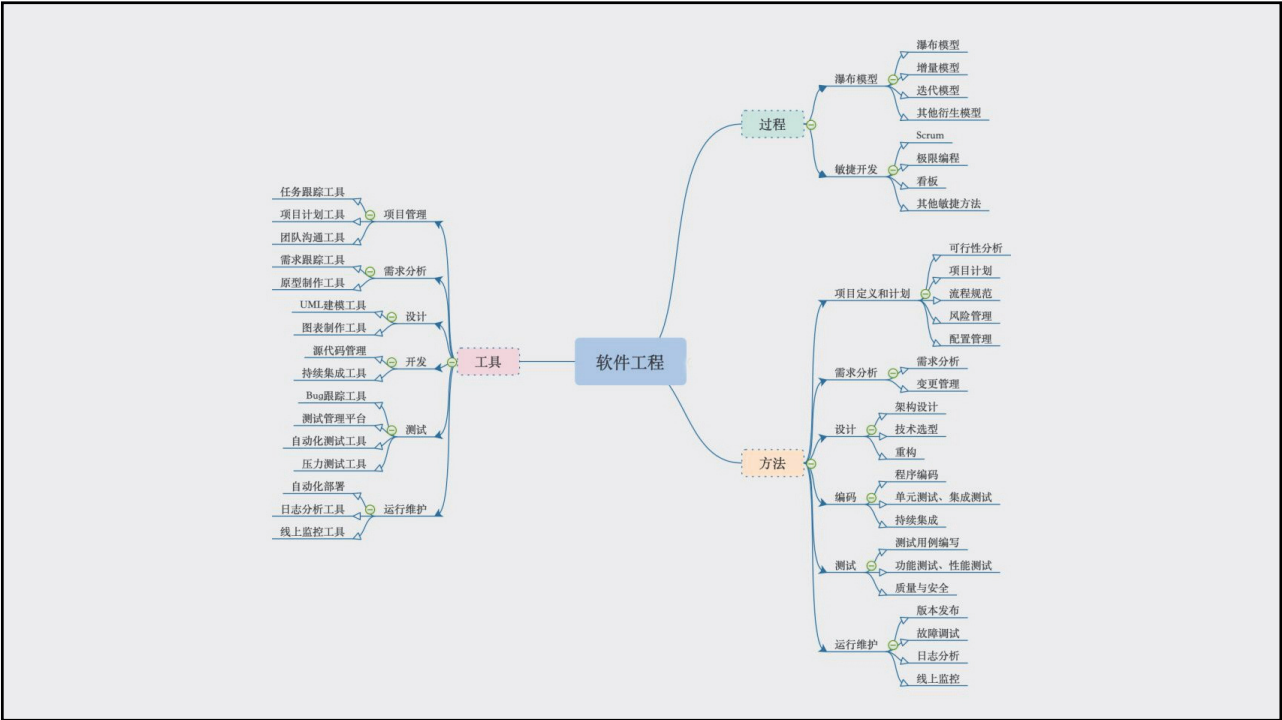 软件工程
过程
瀑布模型
瀑布模型
增量模型
迭代模型
其他衍生模型
敏捷开发
Scrum
极限编程
看板
其他敏捷方法
方法
项目定义和计划
可行性分析
项目计划
流程规范
风险管理
配置管理
需求分析
需求分析
变更管理
设计
架构设计
技术选型
重构
编码
程序编码
单元测试、集成测试
持续集成
测试
测试用例编写
功能测试、性能测试
质量与安全
运行维护
版本发布
故障调试
日志分析
线上监控
工具
项目管理
任务跟踪工具
项目计划工具
团队沟通工具
需求分析
需求跟踪工具
原型制作工具
设计
UML建模工具
图表制作工具
开发
源代码管理
持续集成工具
测试
Bug跟踪工具
测试管理平台
自动化测试工具
压力测试工具
运行维护
自动化部署
日志分析工具
线上监控工具